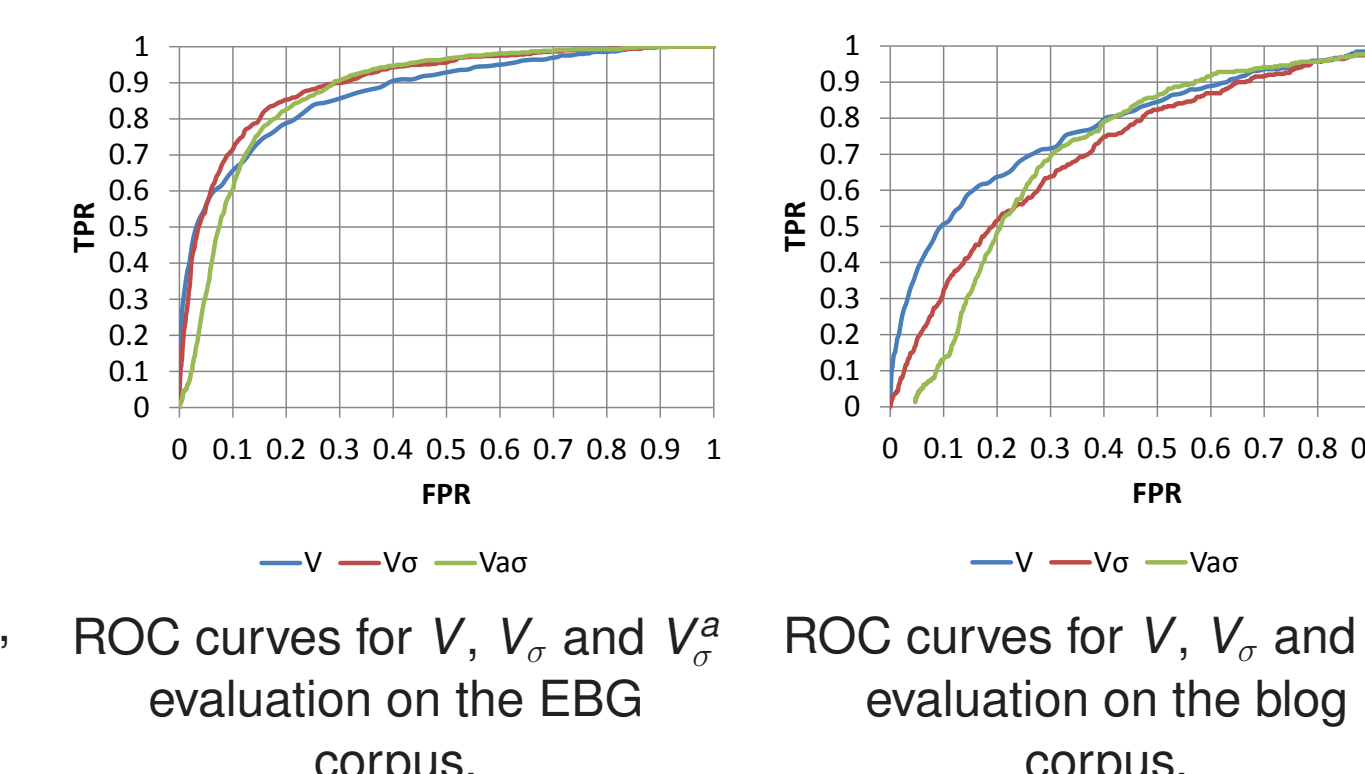 1
0.9
0.8
0.7
0.6
0.5
0.4
0.3
0.2
0.1
0
TPR
0 0.1 0.2 0.3 0.4 0.5 0.6 0.7 0.8 0.9 1
FPR
V Vσ Vaσ
,
ROC curves for V, V_σ and V_σ^a
evaluation on the EBG
corpus.
1
0.9
0.8
0.7
0.6
0.5
0.4
0.3
0.2
0.1
0
TPR
0 0.1 0.2 0.3 0.4 0.5 0.6 0.7 0.8
FPR
V Vσ Vaσ
ROC curves for V, V_σ and
evaluation on the blog
corpus.